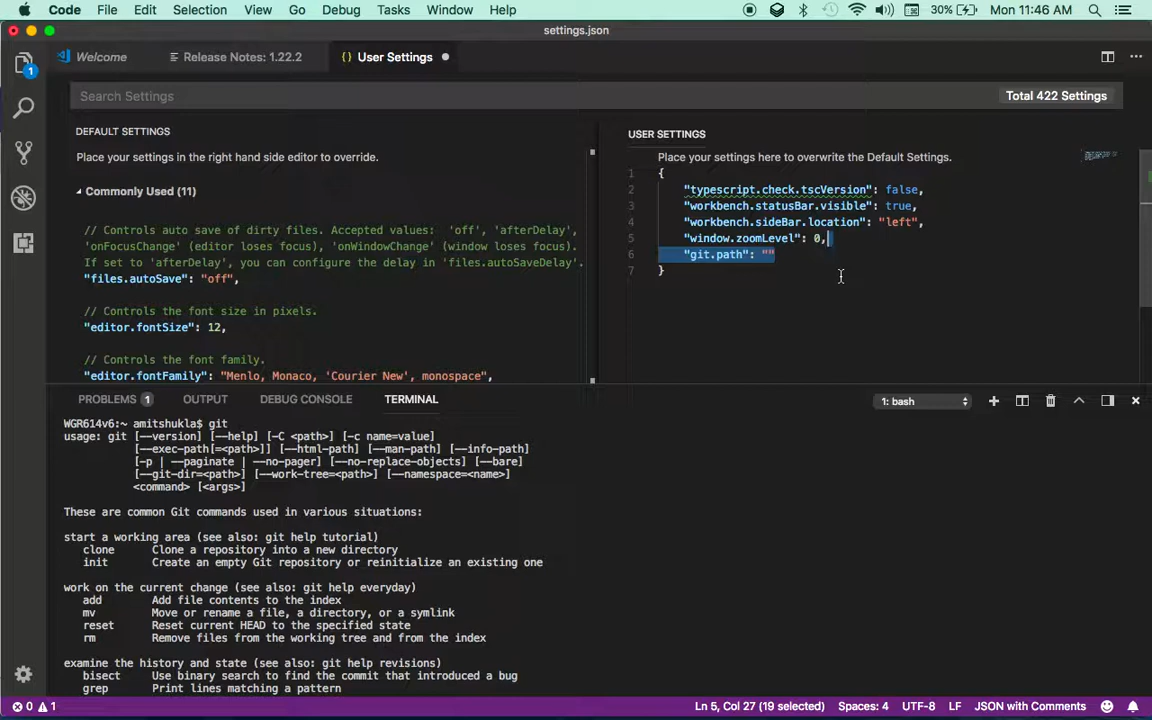 Code File Edit Selection View Go Debug Tasks Window Help 30% Mon 11:46 AM
settings.json
Welcome Release Notes: 1.22.2 {} User Settings
1
Search Settings Total 422 Settings
DEFAULT SETTINGS
Place your settings in the right hand side editor to override.
Commonly Used (11)
// Controls auto save of dirty files. Accepted values:  'off', 'afterDelay',
'onFocusChange' (editor loses focus), 'onWindowChange' (window loses focus).
If set to 'afterDelay', you can configure the delay in 'files.autoSaveDelay'.
"files.autoSave": "off",
// Controls the font size in pixels.
"editor.fontSize": 12,
// Controls the font family.
"editor.fontFamily": "Menlo, Monaco, 'Courier New', monospace",
USER SETTINGS
Place your settings here to overwrite the Default Settings.
1 {
2 "typescript.check.tscVersion": false,
3 "workbench.statusBar.visible": true,
4 "workbench.sideBar.location": "left",
5 "window.zoomLevel": 0,
6 "git.path": ""
7 }
PROBLEMS 1 OUTPUT DEBUG CONSOLE TERMINAL 1: bash
WGR614v6:~ amitshukla$ git
usage: git [--version] [--help] [-C <path>] [-c name=value]
[--exec-path[=<path>]] [--html-path] [--man-path] [--info-path]
[-p | --paginate | --no-pager] [--no-replace-objects] [--bare]
[--git-dir=<path>] [--work-tree=<path>] [--namespace=<name>]
<command> [<args>]
These are common Git commands used in various situations:
start a working area (see also: git help tutorial)
clone Clone a repository into a new directory
init Create an empty Git repository or reinitialize an existing one
work on the current change (see also: git help everyday)
add Add file contents to the index
mv Move or rename a file, a directory, or a symlink
reset Reset current HEAD to the specified state
rm Remove files from the working tree and from the index
examine the history and state (see also: git help revisions)
bisect Use binary search to find the commit that introduced a bug
grep Print lines matching a pattern
0 1 Ln 5, Col 27 (19 selected) Spaces: 4 UTF-8 LF JSON with Comments